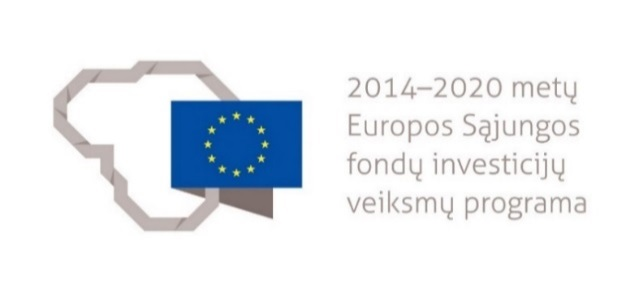 2014–2020 metų
Europos Sąjungos
fondų investicijų
veiksmų programa